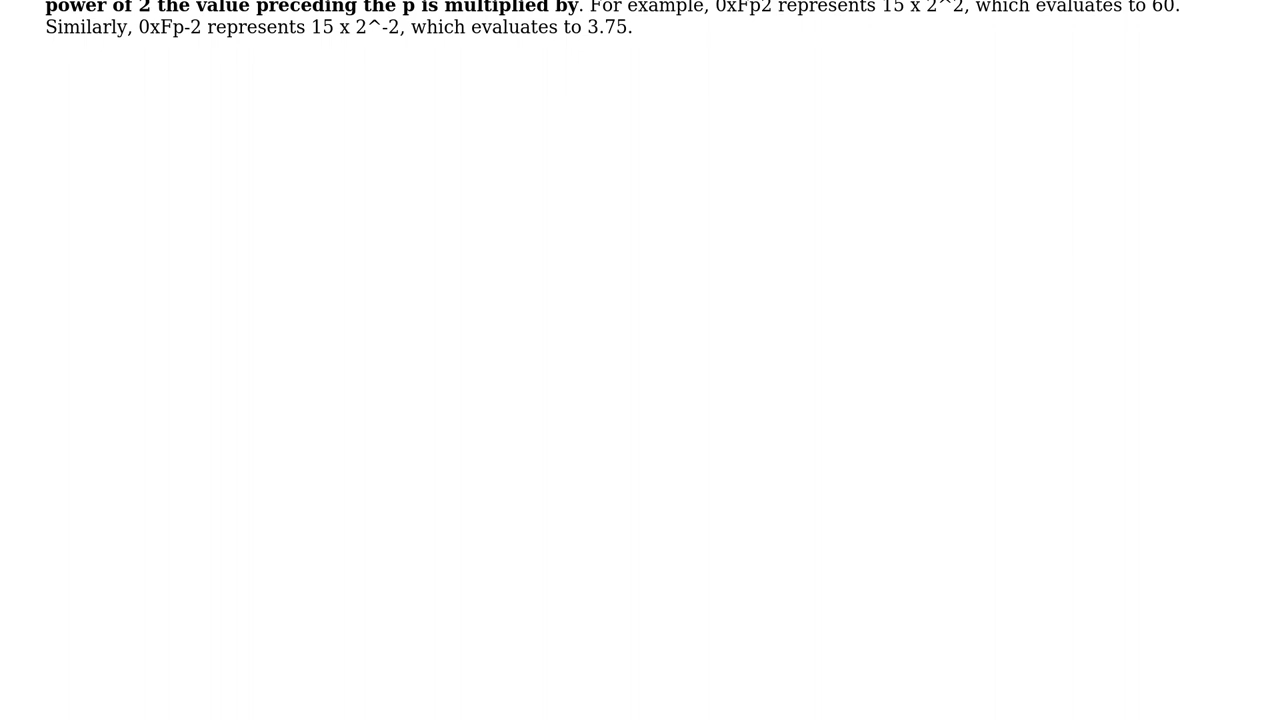 power of 2 the value preceding the p is multiplied by. For example, 0xFp2 represents 15 x 2^2, which evaluates to 60.
Similarly, 0xFp-2 represents 15 x 2^-2, which evaluates to 3.75.